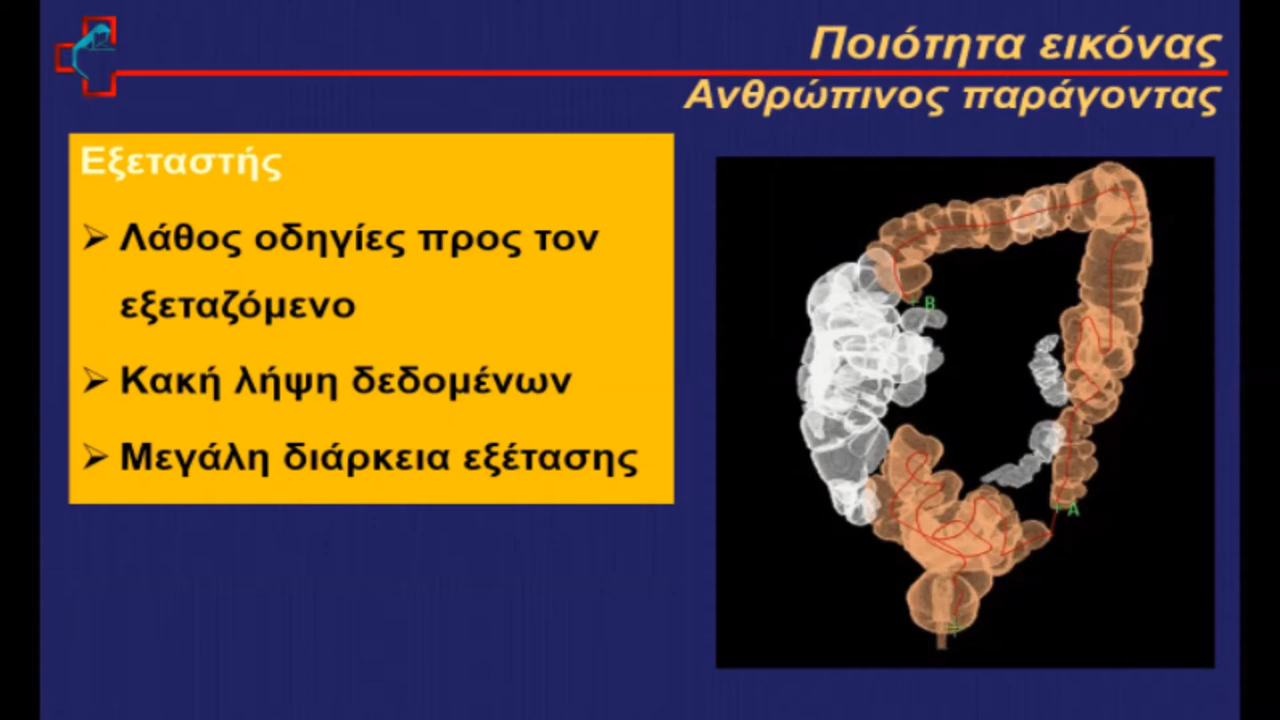 Ποιότητα εικόνας
Ανθρώπινος παράγοντας
Εξεταστής
➢ Λάθος οδηγίες προς τον
εξεταζόμενο
➢ Κακή λήψη δεδομένων
➢ Μεγάλη διάρκεια εξέτασης
B
A